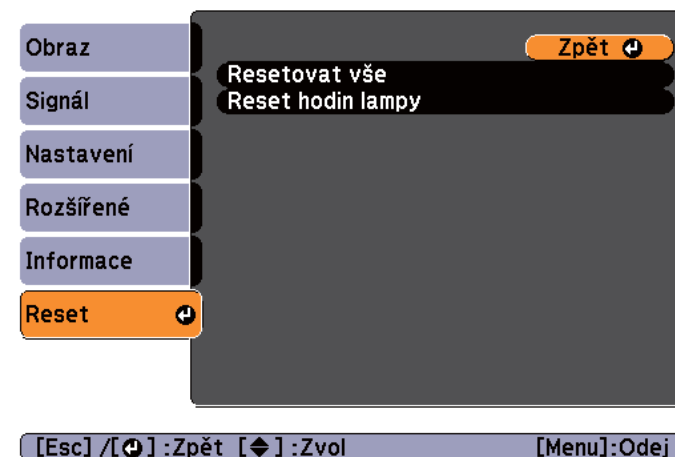 Obraz
Signál
Nastavení
Rozšířené
Informace
Reset
Zpět
Resetovat vše
Reset hodin lampy
[Esc] /[ ] :Zpět [ ] :Zvol [Menu]:Odej